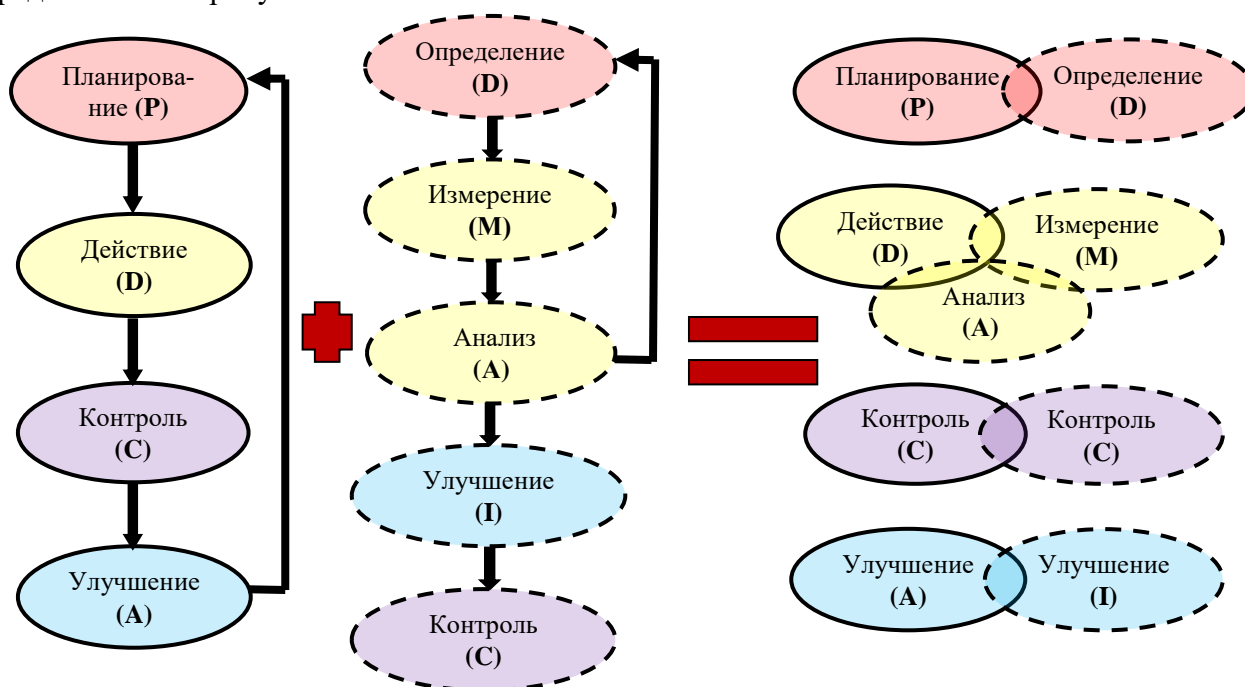 Планирова-
ние (P)
Действие
(D)
Контроль
(C)
Улучшение
(A)
Определение
(D)
Измерение
(M)
Анализ
(A)
Улучшение
(I)
Контроль
(C)
Планирование
(P)
Определение
(D)
Действие
(D)
Измерение
(M)
Анализ
(A)
Контроль
(C)
Контроль
(C)
Улучшение
(A)
Улучшение
(I)